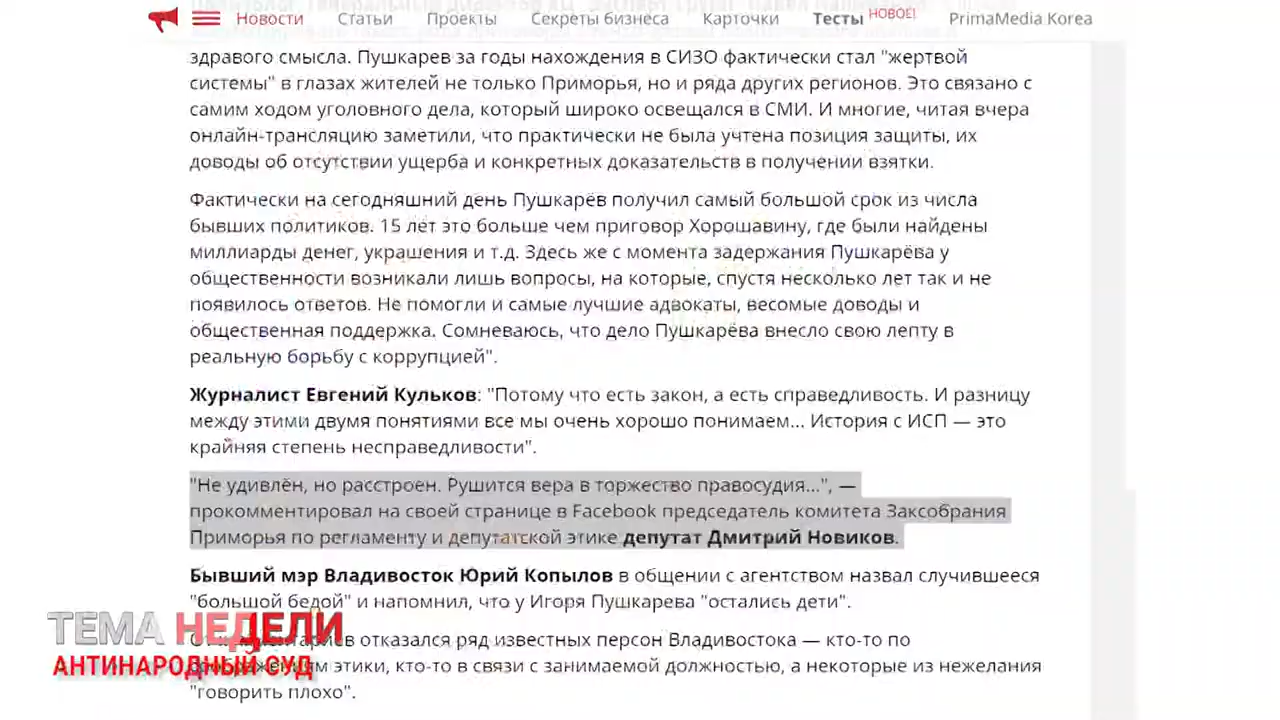 Новости Статьи Проекты Секреты бизнеса Карточки Тесты НОВОЕ! PrimaMedia.Korea
здравого смысла. Пушкарев за годы нахождения в СИЗО фактически стал "жертвой
системы" в глазах жителей не только Приморья, но и ряда других регионов. Это связано с
самим ходом уголовного дела, который широко освещался в СМИ. И многие, читая вчера
онлайн-трансляцию заметили, что практически не была учтена позиция защиты, их
доводы об отсутствии ущерба и конкретных доказательств в получении взятки.
Фактически на сегодняшний день Пушкарёв получил самый большой срок из числа
бывших политиков. 15 лет это больше чем приговор Хорошавину, где были найдены
миллиарды денег, украшения и т.д. Здесь же с момента задержания Пушкарёва у
общественности возникали лишь вопросы, на которые, спустя несколько лет так и не
появилось ответов. Не помогли и самые лучшие адвокаты, весомые доводы и
общественная поддержка. Сомневаюсь, что дело Пушкарёва внесло свою лепту в
реальную борьбу с коррупцией".
Журналист Евгений Кульков: "Потому что есть закон, а есть справедливость. И разницу
между этими двумя понятиями все мы очень хорошо понимаем... История с ИСП — это
крайняя степень несправедливости".
"Не удивлён, но расстроен. Рушится вера в торжество правосудия...", —
прокомментировал на своей странице в Facebook председатель комитета Заксобрания
Приморья по регламенту и депутатской этике депутат Дмитрий Новиков.
Бывший мэр Владивосток Юрий Копылов в общении с агентством назвал случившееся
"большой бедой" и напомнил, что у Игоря Пушкарева "остались дети".
отказался ряд известных персон Владивостока — кто-то по
этики, кто-то в связи с занимаемой должностью, а некоторые из нежелания
"говорить плохо".
ТЕМА НЕДЕЛИ
АНТИНАРОДНЫЙ СУД